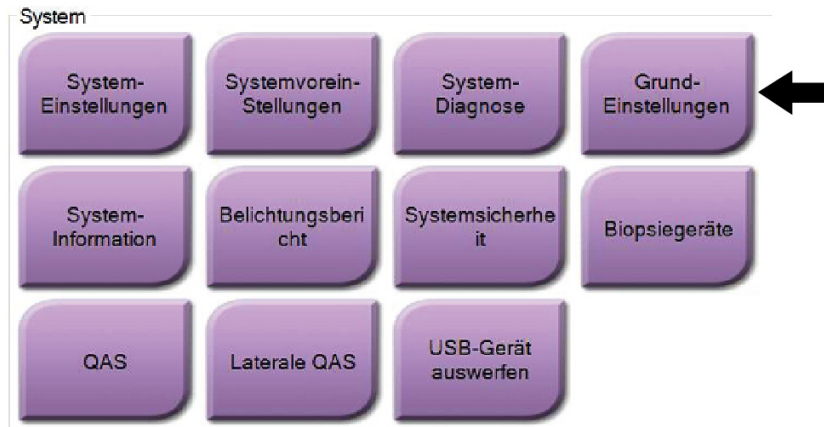 System
System-
Einstellungen
Systemvorein-
Stellungen
System-
Diagnose
Grund-
Einstellungen
System-
Information
Belichtungsberi
cht
Systemsicherhe
it
Biopsiegeräte
QAS
Laterale QAS
USB-Gerät
auswerfen